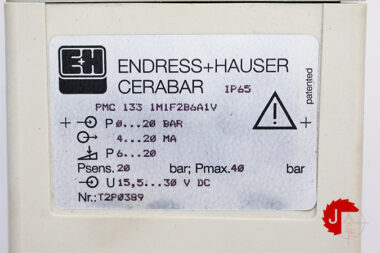 E+H
ENDRESS+HAUSER
CERABAR IP65
patented
PMC 133 1M1F2B6A1V
P 0...20 BAR
4...20 MA
P 6...20
Psens. 20 bar; Pmax. 40 bar
U 15,5...30 V DC
Nr.: T2P0389
J